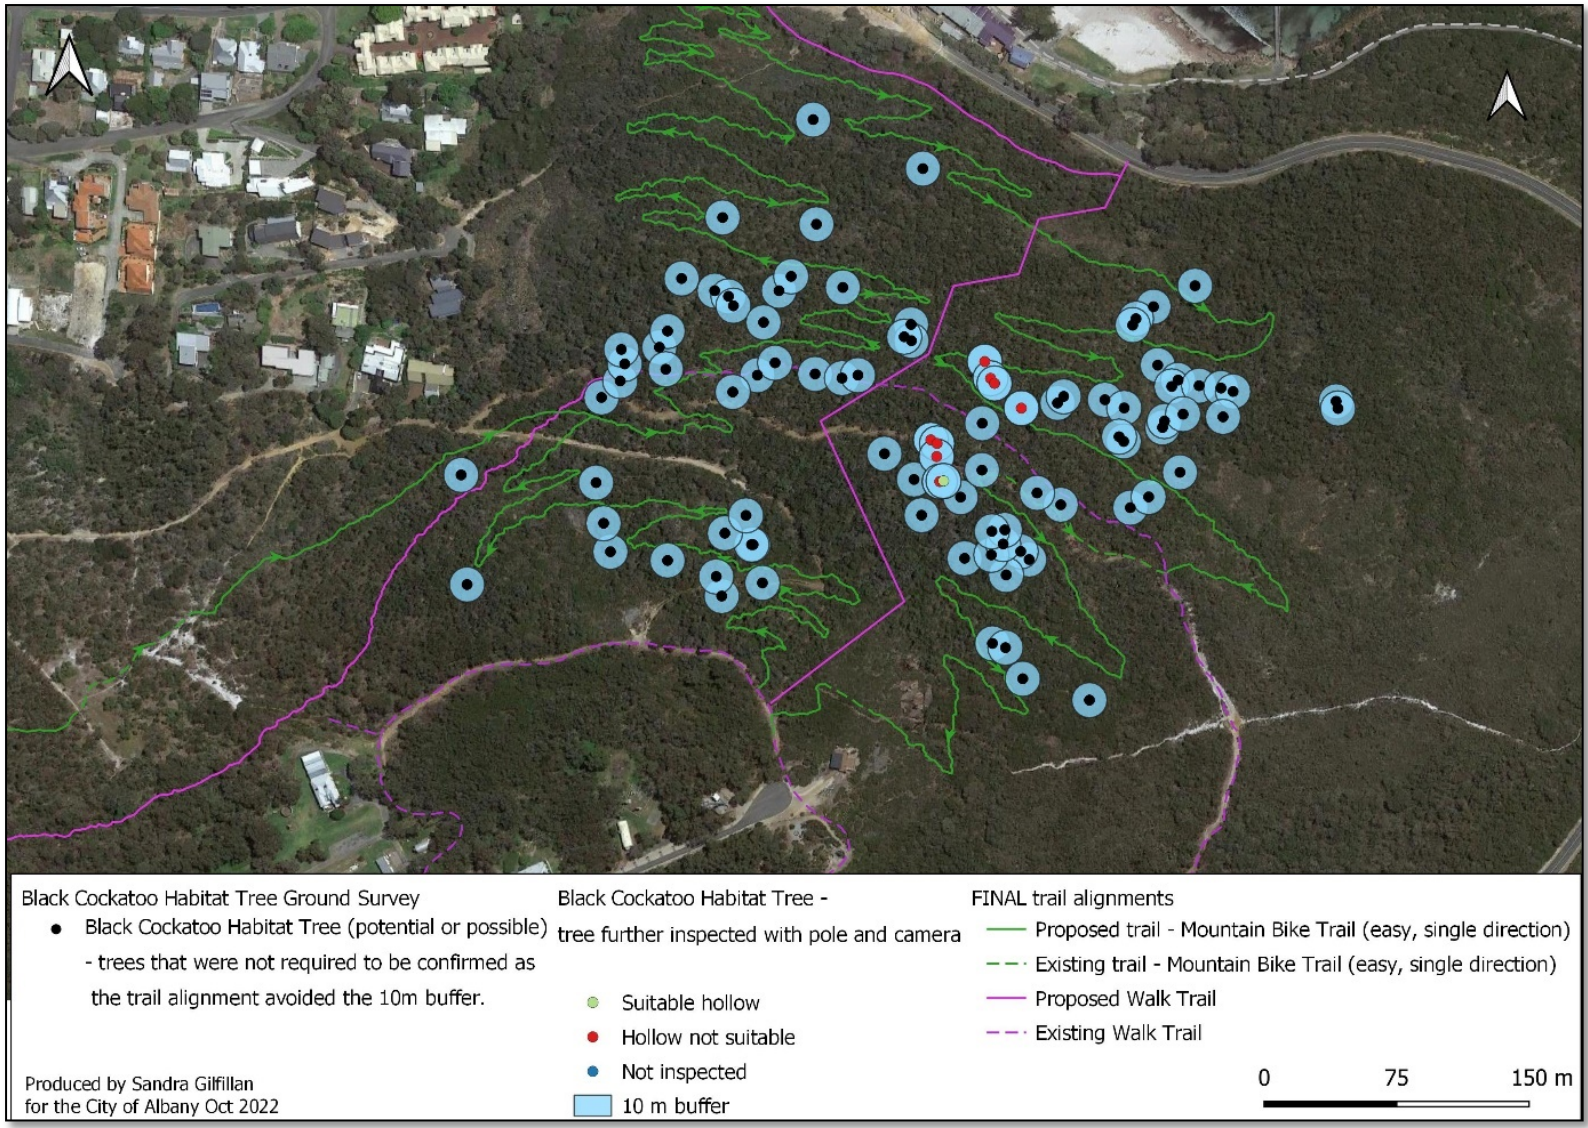 Black Cockatoo Habitat Tree Ground Survey
Black Cockatoo Habitat Tree (potential or possible)
- trees that were not required to be confirmed as
the trail alignment avoided the 10m buffer.
Produced by Sandra Gilfillan
for the City of Albany Oct 2022
Black Cockatoo Habitat Tree -
tree further inspected with pole and camera
Suitable hollow
Hollow not suitable
Not inspected
10 m buffer
FINAL trail alignments
Proposed trail - Mountain Bike Trail (easy, single direction)
Existing trail - Mountain Bike Trail (easy, single direction)
Proposed Walk Trail
Existing Walk Trail
0 75 150 m